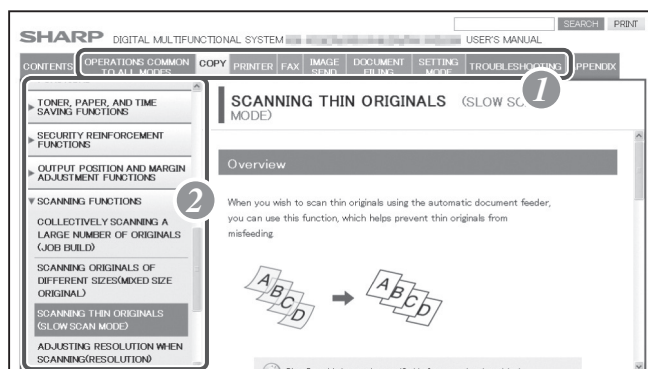 SEARCH PRINT
SHARP DIGITAL MULTIFUNCTIONAL SYSTEM USER'S MANUAL
CONTENTS OPERATIONS COMMON TO ALL MODES COPY PRINTER FAX IMAGE SEND DOCUMENT FILING SETTING MODE TROUBLESHOOTING APPENDIX
1
TONER, PAPER, AND TIME
SAVING FUNCTIONS
SECURITY REINFORCEMENT
FUNCTIONS
OUTPUT POSITION AND MARGIN
ADJUSTMENT FUNCTIONS
SCANNING FUNCTIONS
2
COLLECTIVELY SCANNING A
LARGE NUMBER OF ORIGINALS
(JOB BUILD)
SCANNING ORIGINALS OF
DIFFERENT SIZES(MIXED SIZE
ORIGINAL)
SCANNING THIN ORIGINALS
(SLOW SCAN MODE)
ADJUSTING RESOLUTION WHEN
SCANNING(RESOLUTION)
SCANNING THIN ORIGINALS (SLOW SC
MODE)
Overview
When you wish to scan thin originals using the automatic document feeder,
you can use this function, which helps prevent thin originals from
misfeeding.
A B C D A B C D